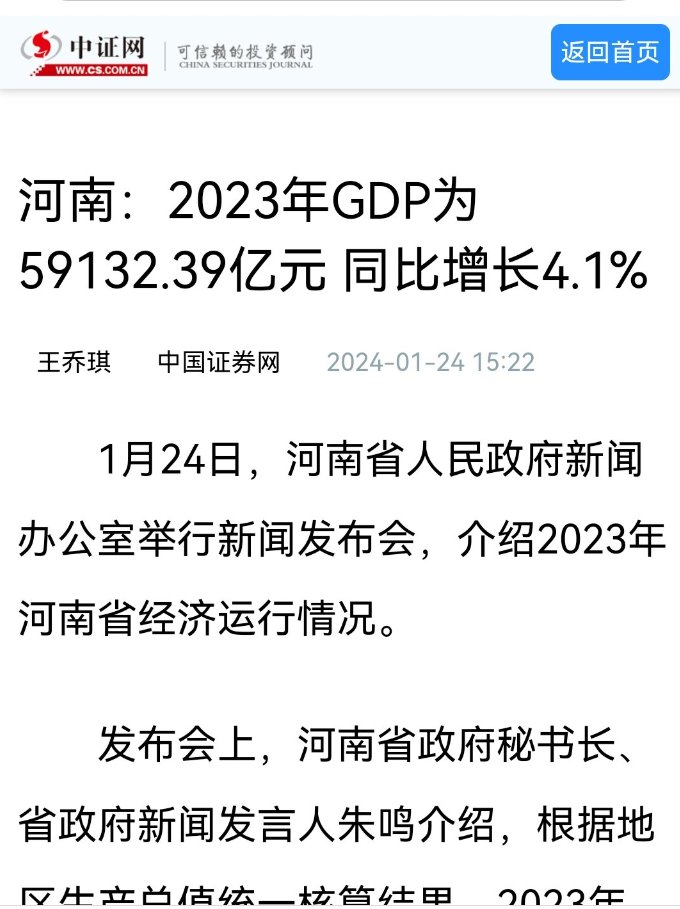 中证网
WWW.CS.COM.CN
可信赖的投资顾问
CHINA SECURITIES JOURNAL
返回首页
河南：2023年GDP为
59132.39亿元 同比增长4.1%
王乔琪 中国证券网 2024-01-24 15:22
1月24日，河南省人民政府新闻
办公室举行新闻发布会，介绍2023年
河南省经济运行情况。
发布会上，河南省政府秘书长、
省政府新闻发言人朱鸣介绍，根据地
区生产总值统一核算结果，2023年